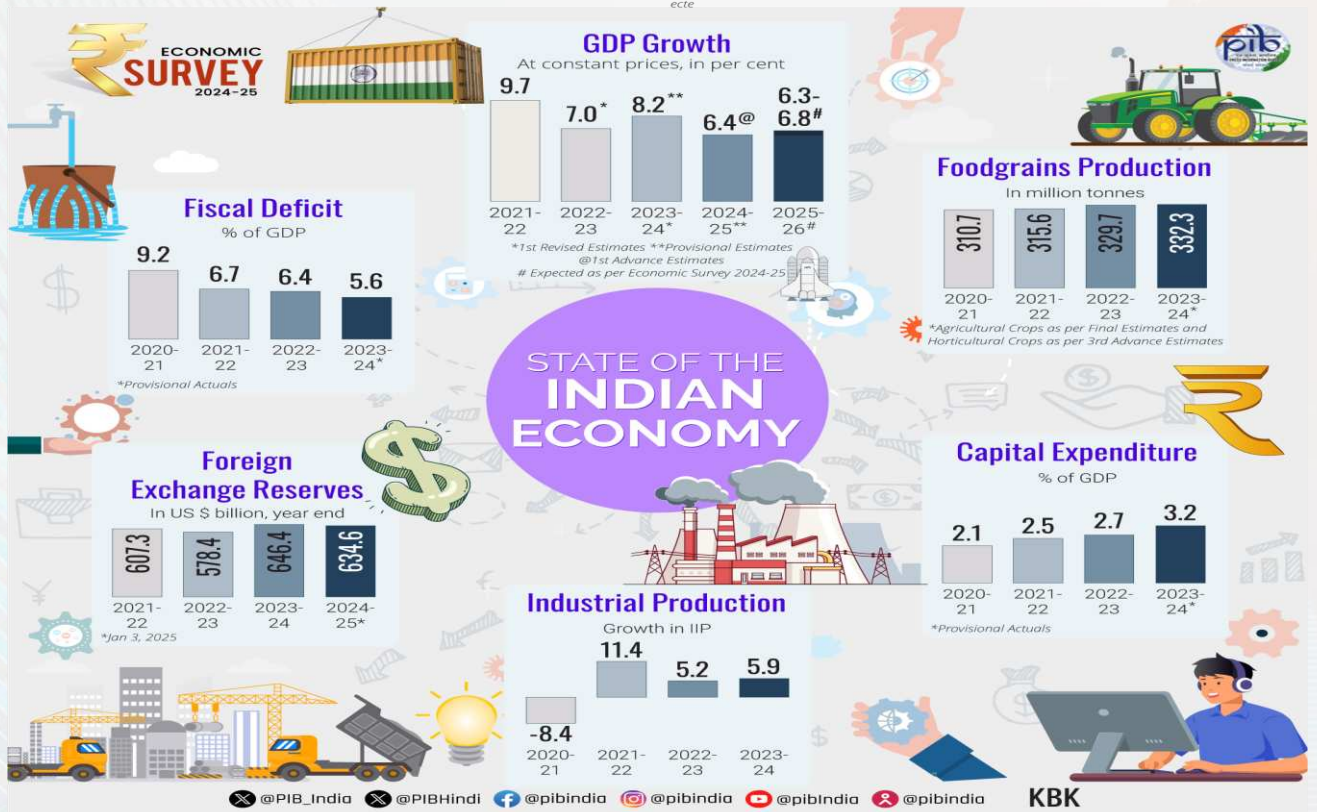 ecte
ECONOMIC
SURVEY
2024-25
GDP Growth
At constant prices, in per cent
9.7
7.0*
8.2**
6.4@
6.3-
6.8#
2021-
22
2022-
23
2023-
24*
2024-
25**
2025-
26#
*1st Revised Estimates **Provisional Estimates
@1st Advance Estimates
# Expected as per Economic Survey 2024-25
pib
Foodgrains Production
In million tonnes
310.7
315.6
329.7
332.3
2020-
21
2021-
22
2022-
23
2023-
24*
*Agricultural Crops as per Final Estimates and
Horticultural Crops as per 3rd Advance Estimates
Fiscal Deficit
% of GDP
9.2
6.7
6.4
5.6
2020-
21
2021-
22
2022-
23
2023-
24*
*Provisional Actuals
STATE OF THE
INDIAN
ECONOMY
Foreign
Exchange Reserves
In US $ billion, year end
607.3
578.4
646.4
634.6
2021-
22
2022-
23
2023-
24
2024-
25*
*Jan 3, 2025
Capital Expenditure
% of GDP
2.1
2.5
2.7
3.2
2020-
21
2021-
22
2022-
23
2023-
24*
*Provisional Actuals
Industrial Production
Growth in IIP
-8.4
11.4
5.2
5.9
2020-
21
2021-
22
2022-
23
2023-
24
@PIB_India @PIBHindi @pibindia @pibindia @pibIndia @pibindia KBK